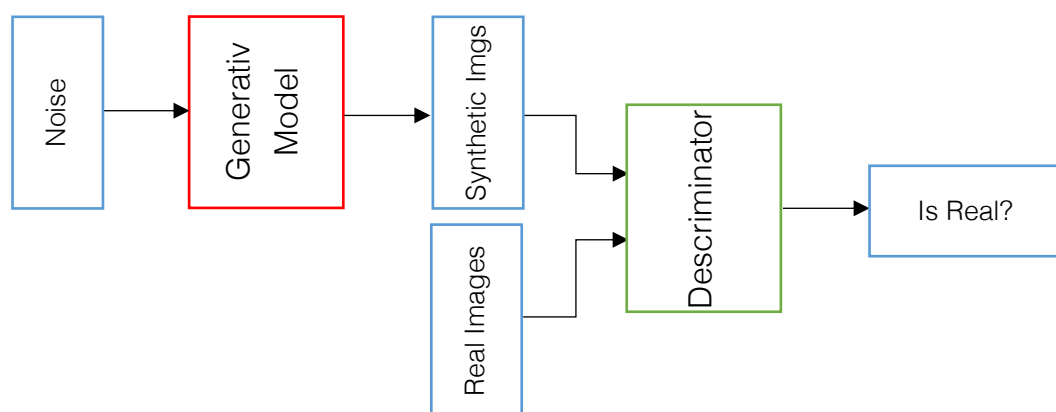 Noise
Generativ
Model
Synthetic Imgs
Real Images
Descriminator
Is Real?